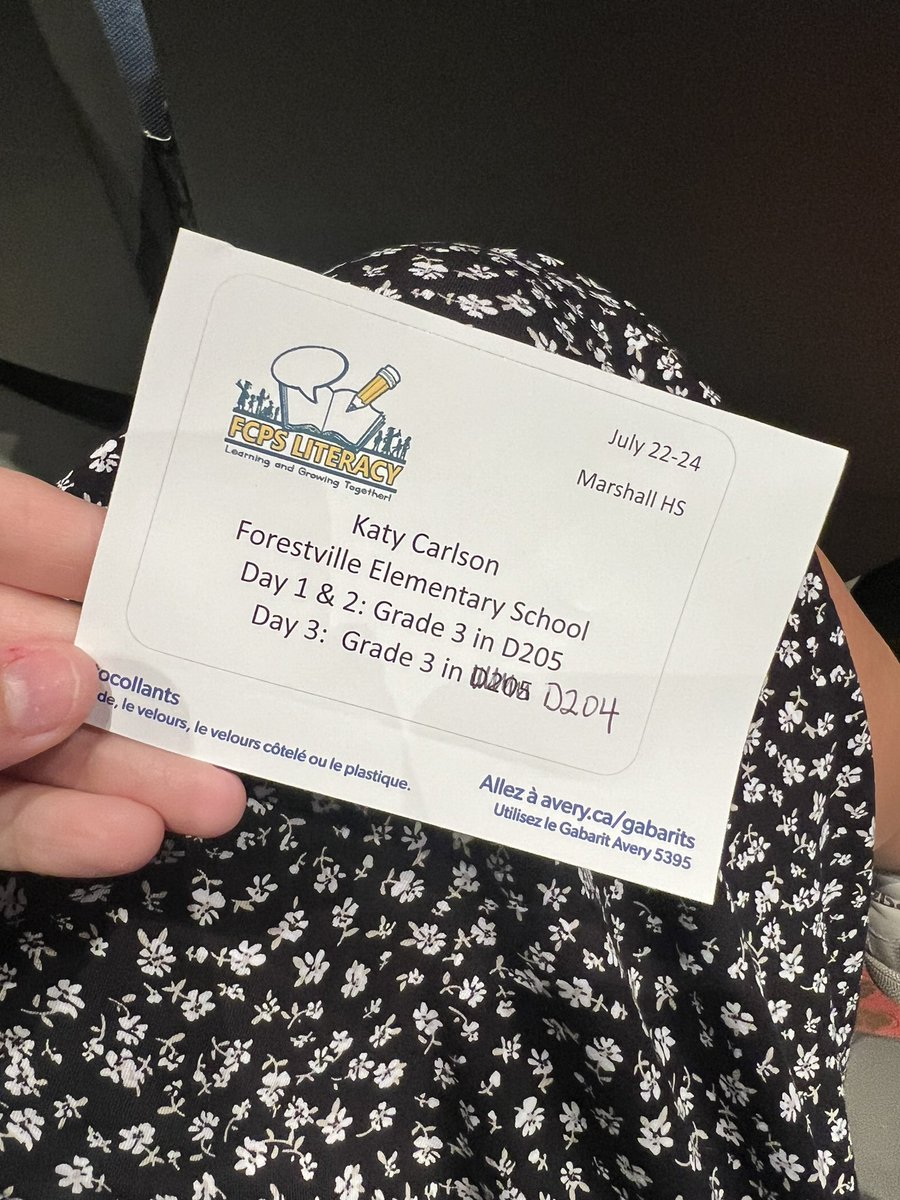 July 22-24
Marshall HS
FCPS LITERACY
Learning and Growing Together!
Katy Carlson
Forestville Elementary School
Day 1 & 2: Grade 3 in D205
Day 3: Grade 3 in D205 D204
ocollants
de, le velours, le velours côtelé ou le plastique.
Allez à avery.ca/gabarits
Utilisez le Gabarit Avery 5395